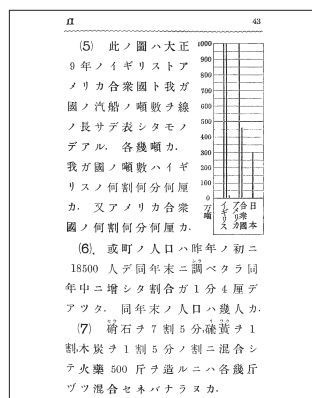 II 43
(5) 此ノ圖ハ大正
9年ノイギリストア
メリカ合衆國ト我ガ
國ノ汽船ノ噸數ヲ線
ノ長サデ表シタモノ
デアル. 各幾噸カ.
我ガ國ノ噸數ハイギ
リスノ何割何分何厘
カ. 又アメリカ合衆
國ノ何割何分何厘カ.
1000
900
800
700
600
500
400
300
200
100
0
万噸
イギリス
アメリカ合衆國
日本
(6). 或町ノ人口ハ昨年ノ初ニ
18500人デ同年末ニ調ベタラ同
年中ニ增シタ割合ガ1分4厘デ
アツタ. 同年末ノ人口ハ幾人カ.
(7) 硝石ヲ7割5分,硫黃ヲ1
割,木炭ヲ1割5分ノ割ニ混合シ
テ火藥500斤ヲ造ルニハ各幾斤
ヅツ混合セネバナラヌカ.